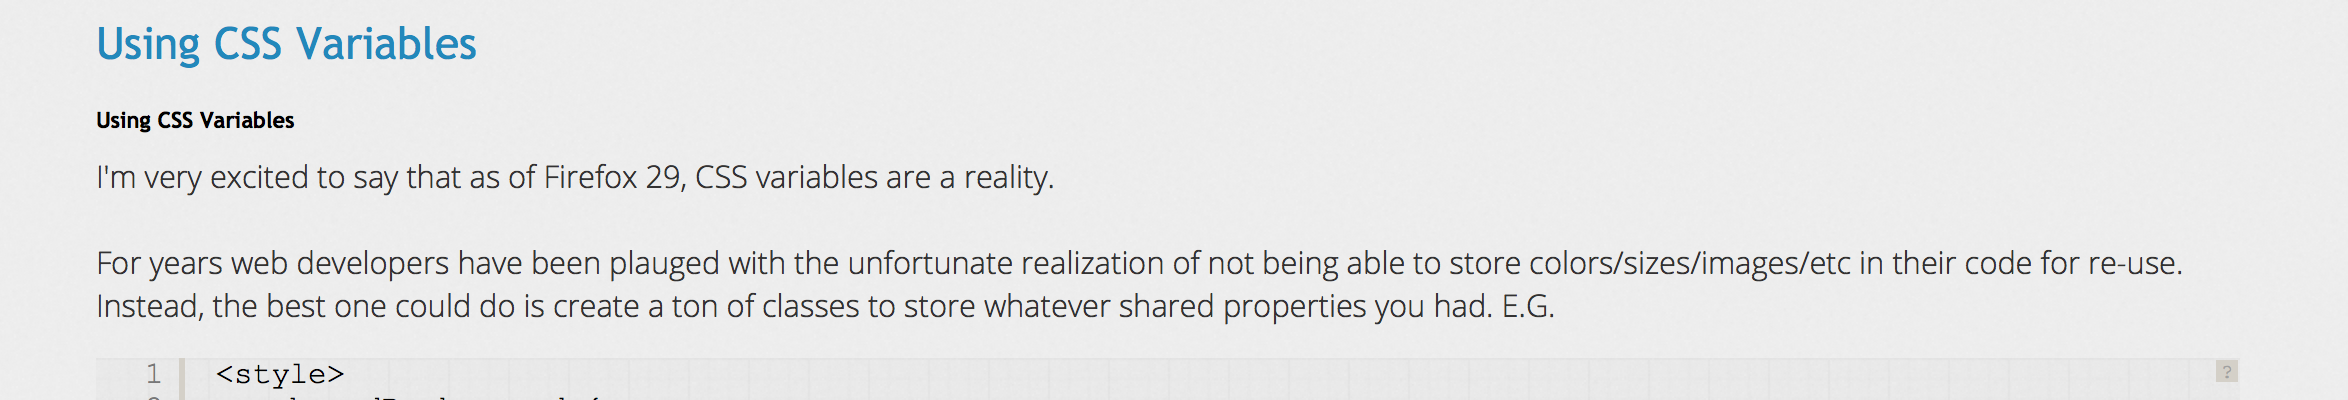 Using CSS Variables
Using CSS Variables
I'm very excited to say that as of Firefox 29, CSS variables are a reality.
For years web developers have been plauged with the unfortunate realization of not being able to store colors/sizes/images/etc in their code for re-use.
Instead, the best one could do is create a ton of classes to store whatever shared properties you had. E.G.
1 <style> ?